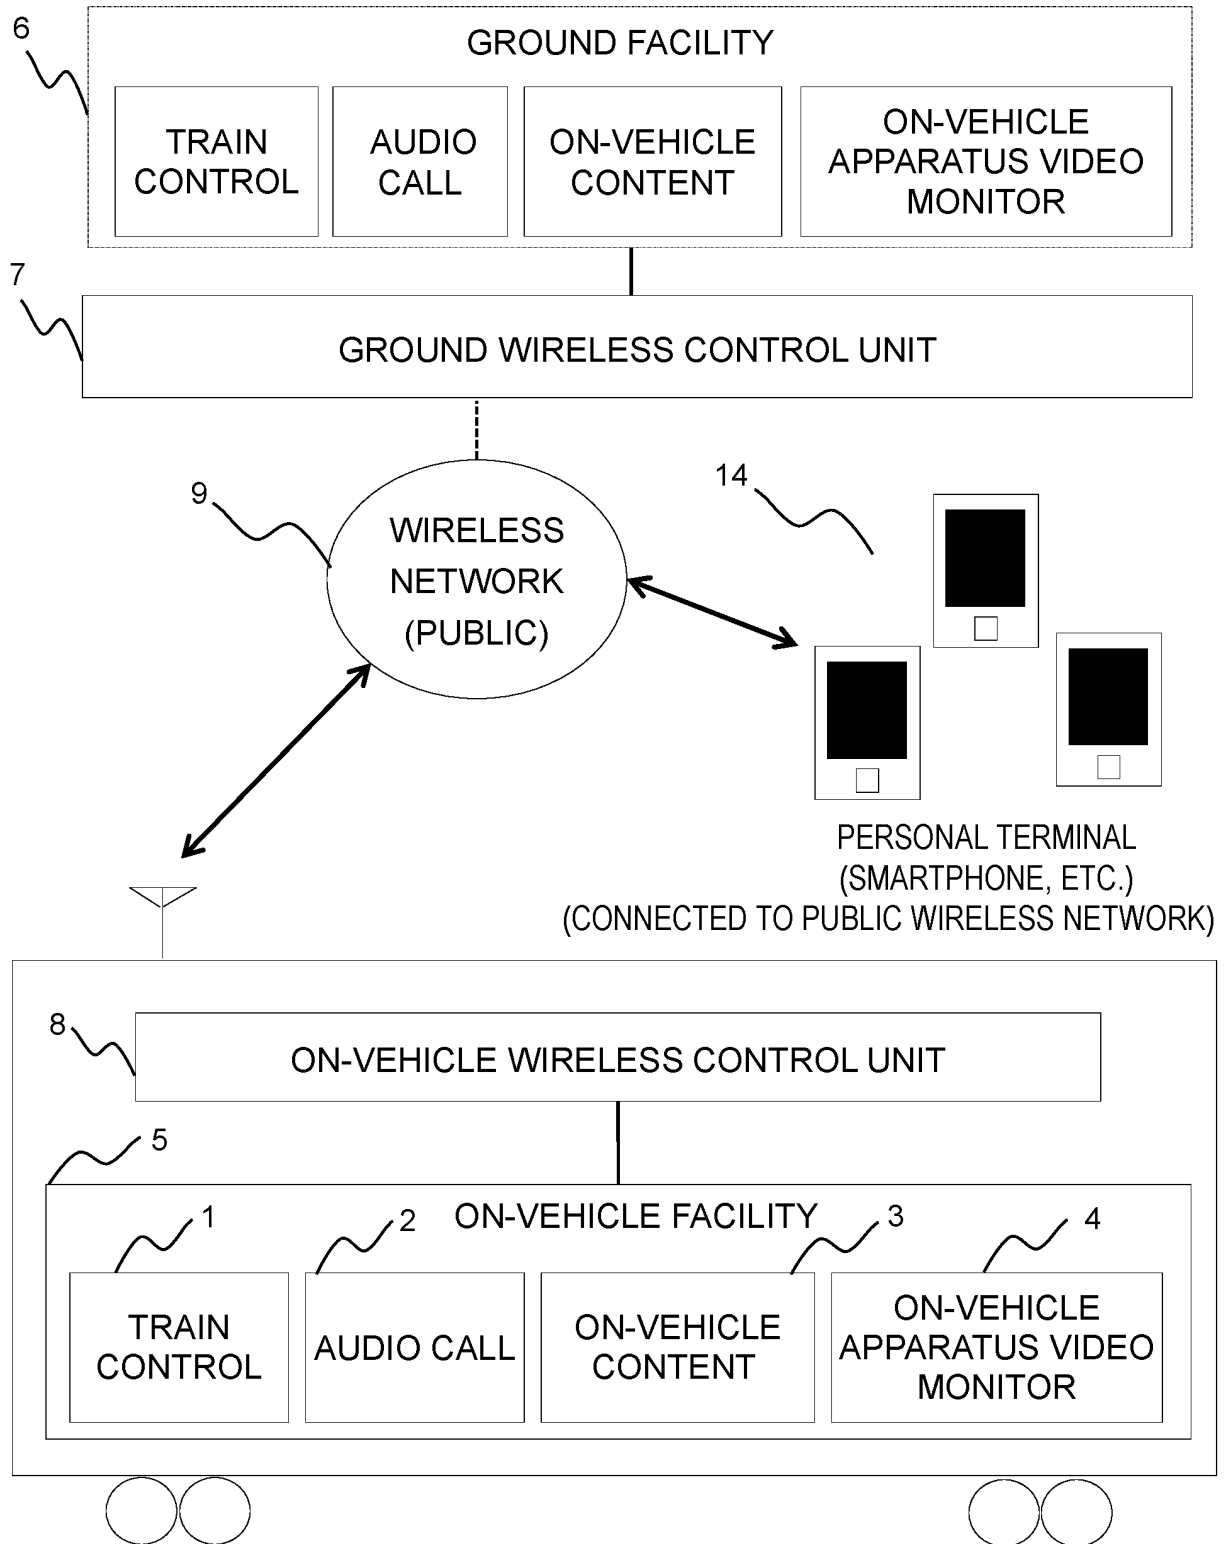 6
GROUND FACILITY
TRAIN
CONTROL
AUDIO
CALL
ON-VEHICLE
CONTENT
ON-VEHICLE
APPARATUS VIDEO
MONITOR
7
GROUND WIRELESS CONTROL UNIT
9
WIRELESS
NETWORK
(PUBLIC)
14
PERSONAL TERMINAL
(SMARTPHONE, ETC.)
(CONNECTED TO PUBLIC WIRELESS NETWORK)
8
ON-VEHICLE WIRELESS CONTROL UNIT
5
ON-VEHICLE FACILITY
1
TRAIN
CONTROL
2
AUDIO CALL
3
ON-VEHICLE
CONTENT
4
ON-VEHICLE
APPARATUS VIDEO
MONITOR